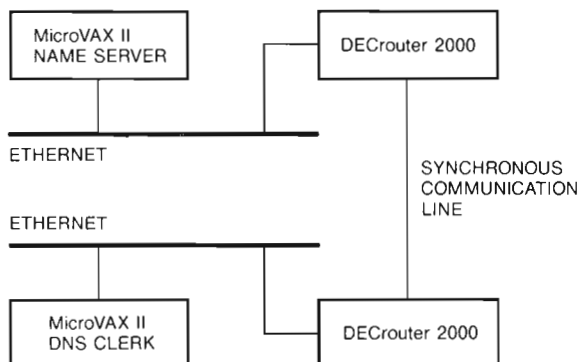 MicroVAX II
NAME SERVER
DECrouter 2000
ETHERNET
SYNCHRONOUS
COMMUNICATION
LINE
ETHERNET
MicroVAX II
DNS CLERK
DECrouter 2000